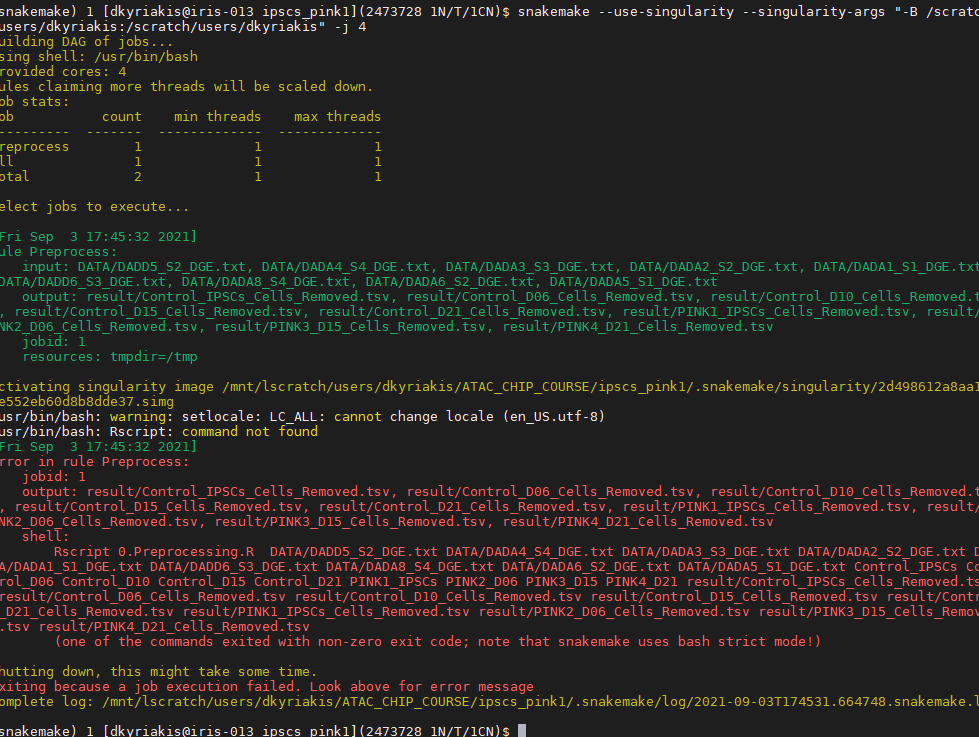 snakemake) 1 [dkyriakis@iris-013 ipscs_pink1](2473728 1N/T/1CN)$ snakemake --use-singularity --singularity-args "-B /scratc
users/dkyriakis:/scratch/users/dkyriakis" -j 4
uilding DAG of jobs...
sing shell: /usr/bin/bash
rovided cores: 4
ules claiming more threads will be scaled down.
ob stats:
ob count min threads max threads
--------- ------- ------------- -------------
reprocess 1 1 1
ll 1 1 1
otal 2 1 1
elect jobs to execute...
Fri Sep  3 17:45:32 2021]
ule Preprocess:
input: DATA/DADD5_S2_DGE.txt, DATA/DADA4_S4_DGE.txt, DATA/DADA3_S3_DGE.txt, DATA/DADA2_S2_DGE.txt, DATA/DADA1_S1_DGE.txt
DATA/DADD6_S3_DGE.txt, DATA/DADA8_S4_DGE.txt, DATA/DADA6_S2_DGE.txt, DATA/DADA5_S1_DGE.txt
output: result/Control_IPSCs_Cells_Removed.tsv, result/Control_D06_Cells_Removed.tsv, result/Control_D10_Cells_Removed.t
, result/Control_D15_Cells_Removed.tsv, result/Control_D21_Cells_Removed.tsv, result/PINK1_IPSCs_Cells_Removed.tsv, result/
NK2_D06_Cells_Removed.tsv, result/PINK3_D15_Cells_Removed.tsv, result/PINK4_D21_Cells_Removed.tsv
jobid: 1
resources: tmpdir=/tmp
ctivating singularity image /mnt/lscratch/users/dkyriakis/ATAC_CHIP_COURSE/ipscs_pink1/.snakemake/singularity/2d498612a8aa1
e552eb60d8b8dde37.simg
usr/bin/bash: warning: setlocale: LC_ALL: cannot change locale (en_US.utf-8)
usr/bin/bash: Rscript: command not found
Fri Sep  3 17:45:32 2021]
rror in rule Preprocess:
jobid: 1
output: result/Control_IPSCs_Cells_Removed.tsv, result/Control_D06_Cells_Removed.tsv, result/Control_D10_Cells_Removed.t
, result/Control_D15_Cells_Removed.tsv, result/Control_D21_Cells_Removed.tsv, result/PINK1_IPSCs_Cells_Removed.tsv, result/
NK2_D06_Cells_Removed.tsv, result/PINK3_D15_Cells_Removed.tsv, result/PINK4_D21_Cells_Removed.tsv
shell:
Rscript 0.Preprocessing.R  DATA/DADD5_S2_DGE.txt DATA/DADA4_S4_DGE.txt DATA/DADA3_S3_DGE.txt DATA/DADA2_S2_DGE.txt D
A/DADA1_S1_DGE.txt DATA/DADD6_S3_DGE.txt DATA/DADA8_S4_DGE.txt DATA/DADA6_S2_DGE.txt DATA/DADA5_S1_DGE.txt Control_IPSCs Co
rol_D06 Control_D10 Control_D15 Control_D21 PINK1_IPSCs PINK2_D06 PINK3_D15 PINK4_D21 result/Control_IPSCs_Cells_Removed.ts
result/Control_D06_Cells_Removed.tsv result/Control_D10_Cells_Removed.tsv result/Control_D15_Cells_Removed.tsv result/Contr
_D21_Cells_Removed.tsv result/PINK1_IPSCs_Cells_Removed.tsv result/PINK2_D06_Cells_Removed.tsv result/PINK3_D15_Cells_Remov
.tsv result/PINK4_D21_Cells_Removed.tsv
(one of the commands exited with non-zero exit code; note that snakemake uses bash strict mode!)
hutting down, this might take some time.
xiting because a job execution failed. Look above for error message
omplete log: /mnt/lscratch/users/dkyriakis/ATAC_CHIP_COURSE/ipscs_pink1/.snakemake/log/2021-09-03T174531.664748.snakemake.l
snakemake) 1 [dkyriakis@iris-013 ipscs_pink1](2473728 1N/T/1CN)$